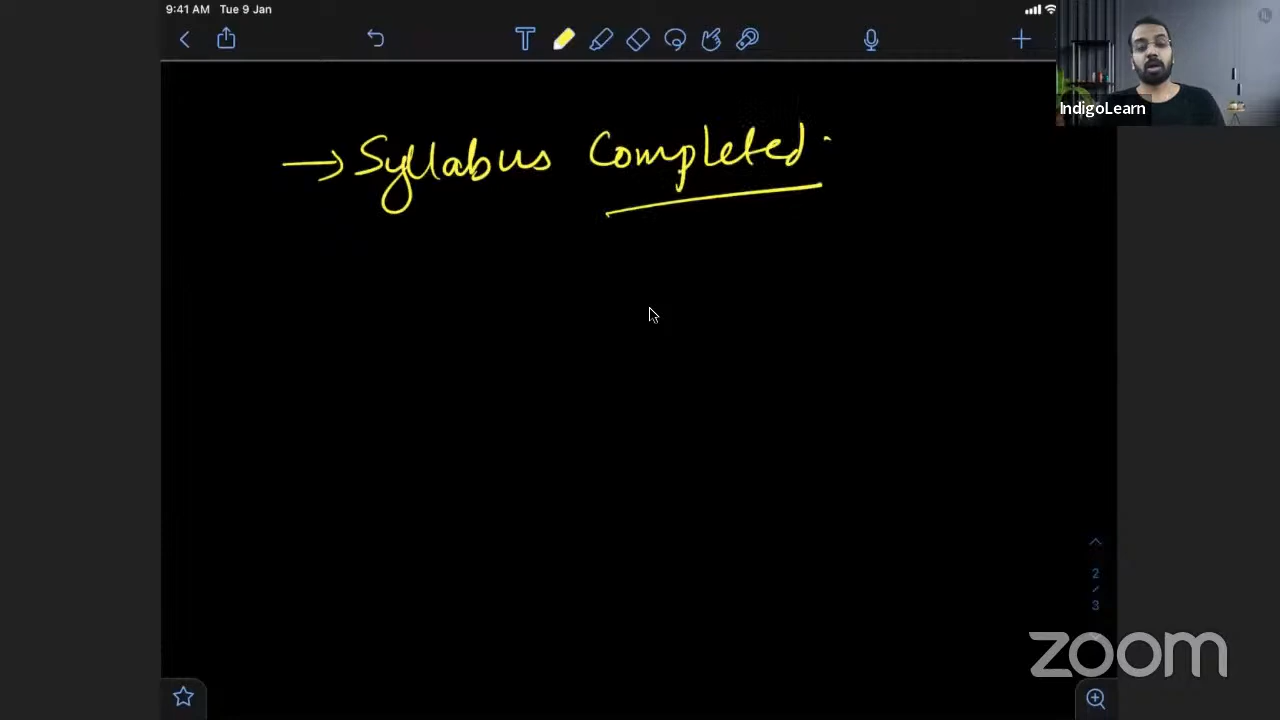 9:41 AM Tue 9 Jan
IndigoLearn
→ Syllabus Completed.
2
/
3
zoom